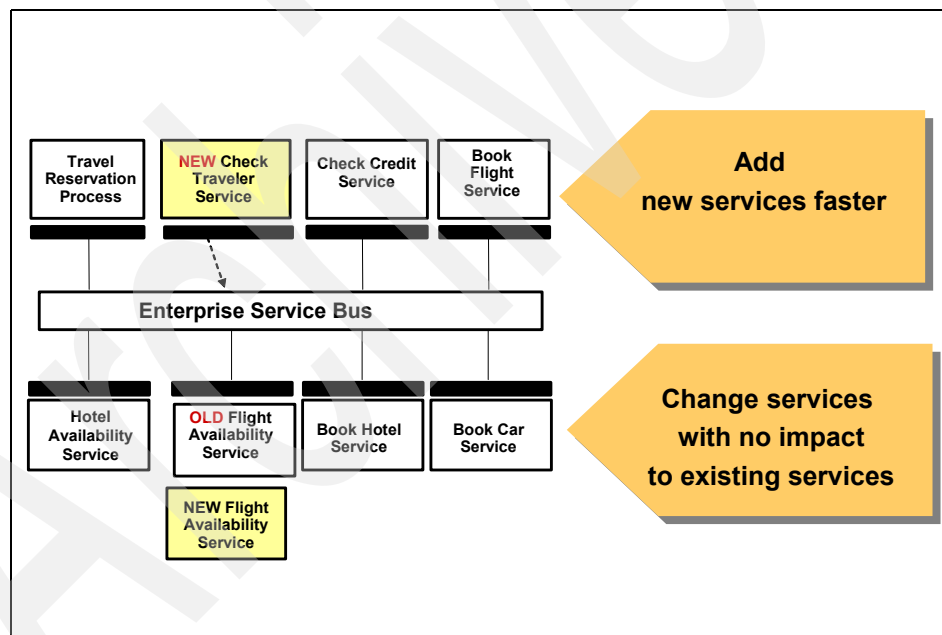 Travel
Reservation
Process
NEW Check
Traveler
Service
Check Credit
Service
Book
Flight
Service
Add
new services faster
Enterprise Service Bus
Hotel
Availability
Service
OLD Flight
Availability
Service
Book Hotel
Service
Book Car
Service
Change services
with no impact
to existing services
NEW Flight
Availability
Service
Archive